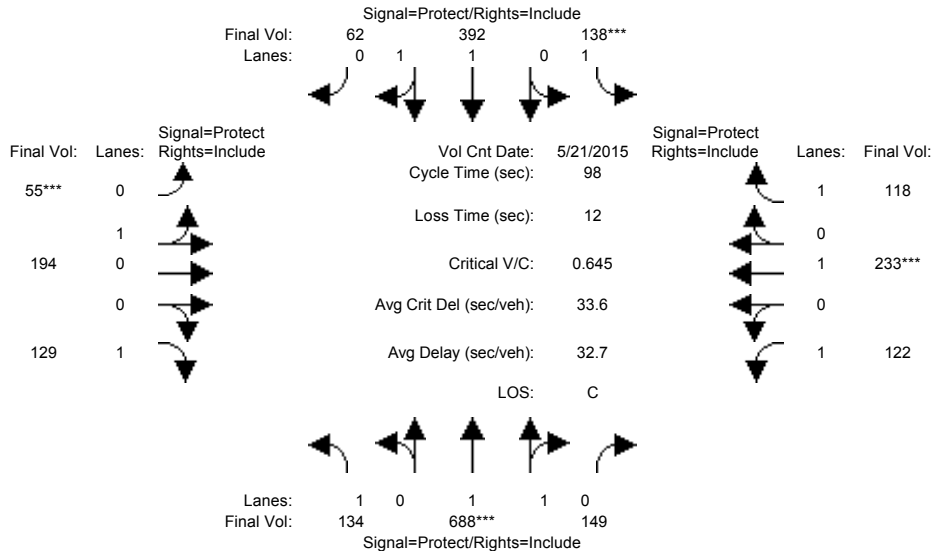 Signal=Protect/Rights=Include
Final Vol: 62 392 138***
Lanes: 0 1 1 0 1
Signal=Protect Signal=Protect
Final Vol: Lanes: Rights=Include Vol Cnt Date: 5/21/2015 Rights=Include Lanes: Final Vol:
Cycle Time (sec): 98
55*** 0 1 118
Loss Time (sec): 12
1 0
194 0 Critical V/C: 0.645 1 233***
0 Avg Crit Del (sec/veh): 33.6 0
129 1 Avg Delay (sec/veh): 32.7 1 122
LOS: C
Lanes: 1 0 1 1 0
Final Vol: 134 688*** 149
Signal=Protect/Rights=Include